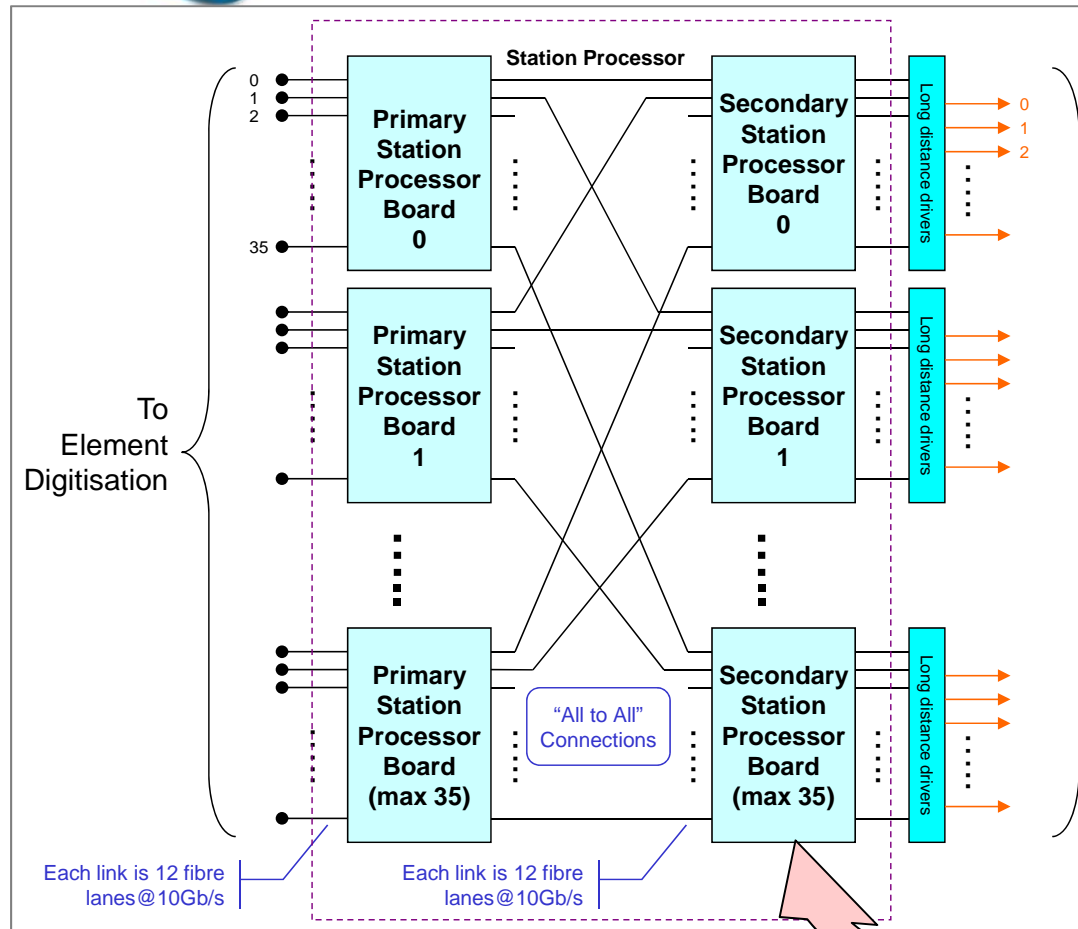 Station Processor
0
1
2
35
Primary
Station
Processor
Board
0
Secondary
Station
Processor
Board
0
Long distance drivers
0
1
2
Primary
Station
Processor
Board
1
Secondary
Station
Processor
Board
1
Long distance drivers
To
Element
Digitisation
Primary
Station
Processor
Board
(max 35)
“All to All”
Connections
Secondary
Station
Processor
Board
(max 35)
Long distance drivers
Each link is 12 fibre
lanes@10Gb/s
Each link is 12 fibre
lanes@10Gb/s